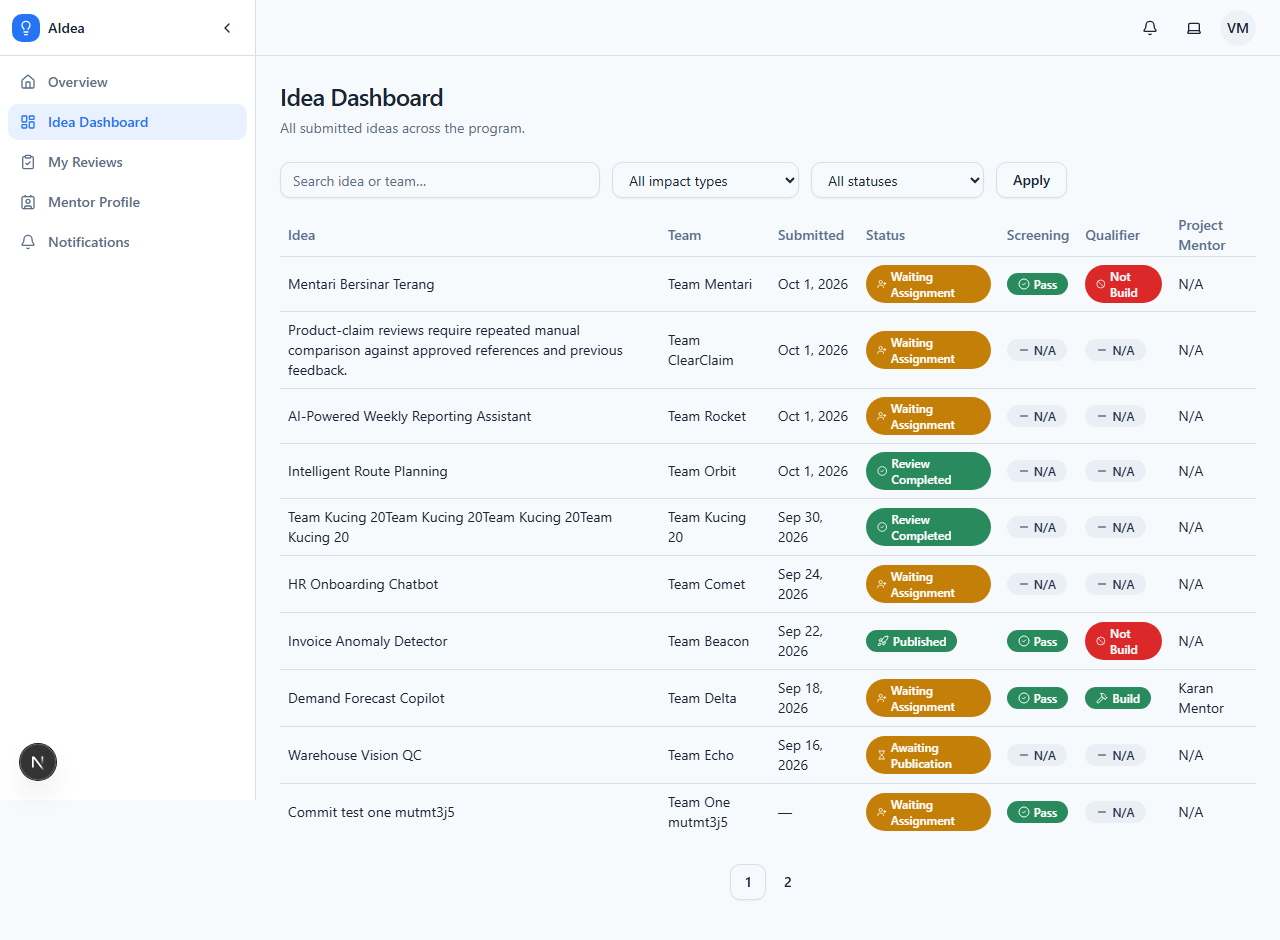 AIdea
VM
Overview
Idea Dashboard
My Reviews
Mentor Profile
Notifications
N
Idea Dashboard
All submitted ideas across the program.
Search idea or team...
All impact types
All statuses
Apply
Idea Team Submitted Status Screening Qualifier Project Mentor
Mentari Bersinar Terang Team Mentari Oct 1, 2026 Waiting Assignment Pass Not Build N/A
Product-claim reviews require repeated manual
comparison against approved references and previous
feedback.
Team ClearClaim Oct 1, 2026 Waiting Assignment N/A N/A N/A
AI-Powered Weekly Reporting Assistant Team Rocket Oct 1, 2026 Waiting Assignment N/A N/A N/A
Intelligent Route Planning Team Orbit Oct 1, 2026 Review Completed N/A N/A N/A
Team Kucing 20Team Kucing 20Team Kucing 20Team
Kucing 20
Team Kucing 20 Sep 30, 2026 Review Completed N/A N/A N/A
HR Onboarding Chatbot Team Comet Sep 24, 2026 Waiting Assignment N/A N/A N/A
Invoice Anomaly Detector Team Beacon Sep 22, 2026 Published Pass Not Build N/A
Demand Forecast Copilot Team Delta Sep 18, 2026 Waiting Assignment Pass Build Karan Mentor
Warehouse Vision QC Team Echo Sep 16, 2026 Awaiting Publication N/A N/A N/A
Commit test one mutmt3j5 Team One mutmt3j5 — Waiting Assignment Pass N/A N/A
1 2